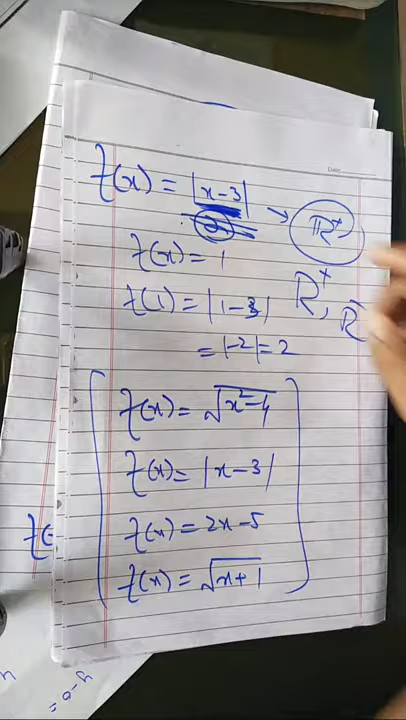 f(x) = |x-3| → R⁺
f(x) = 1
f(1) = |1-3| R⁺, R⁻
= |-2| = 2
f(x) = √x²-4
f(x) = |x-3|
f(x) = 2x-5
f(x) = √x+1